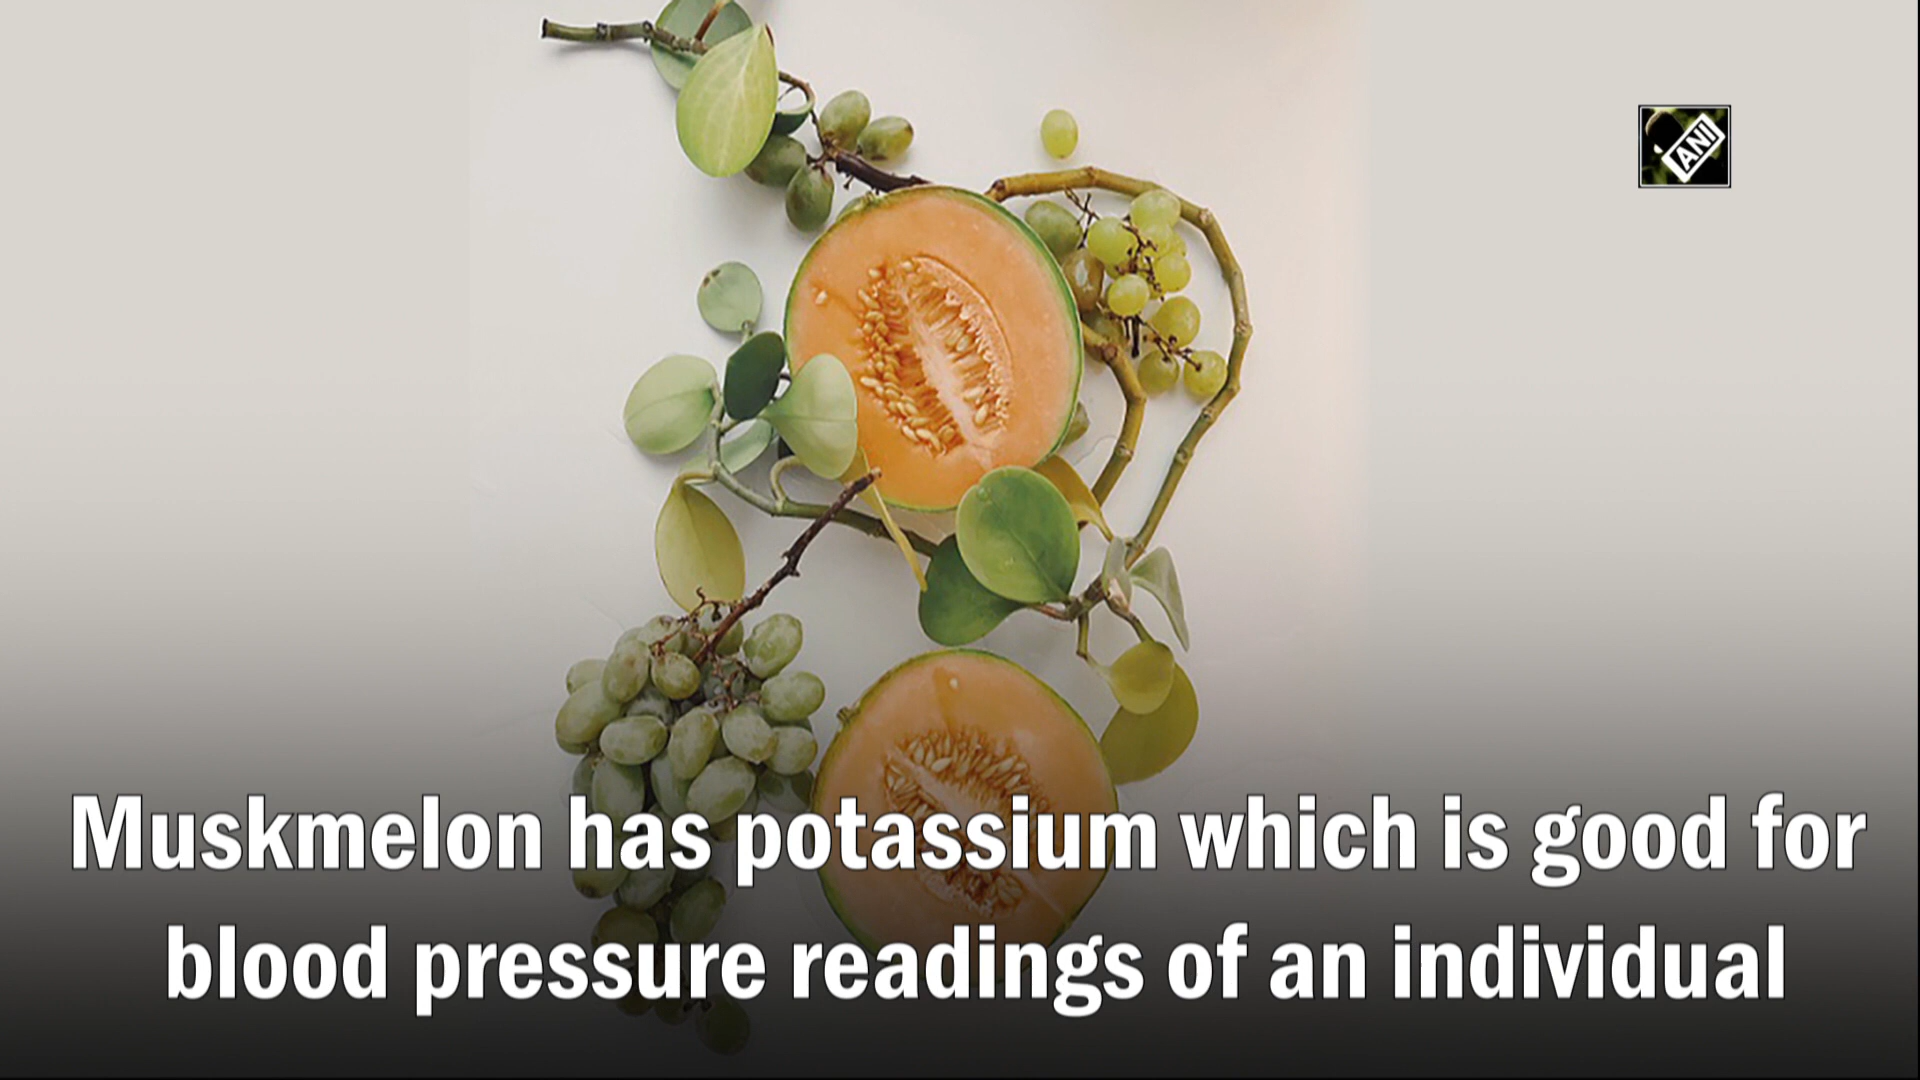 ANI
Muskmelon has potassium which is good for
blood pressure readings of an individual